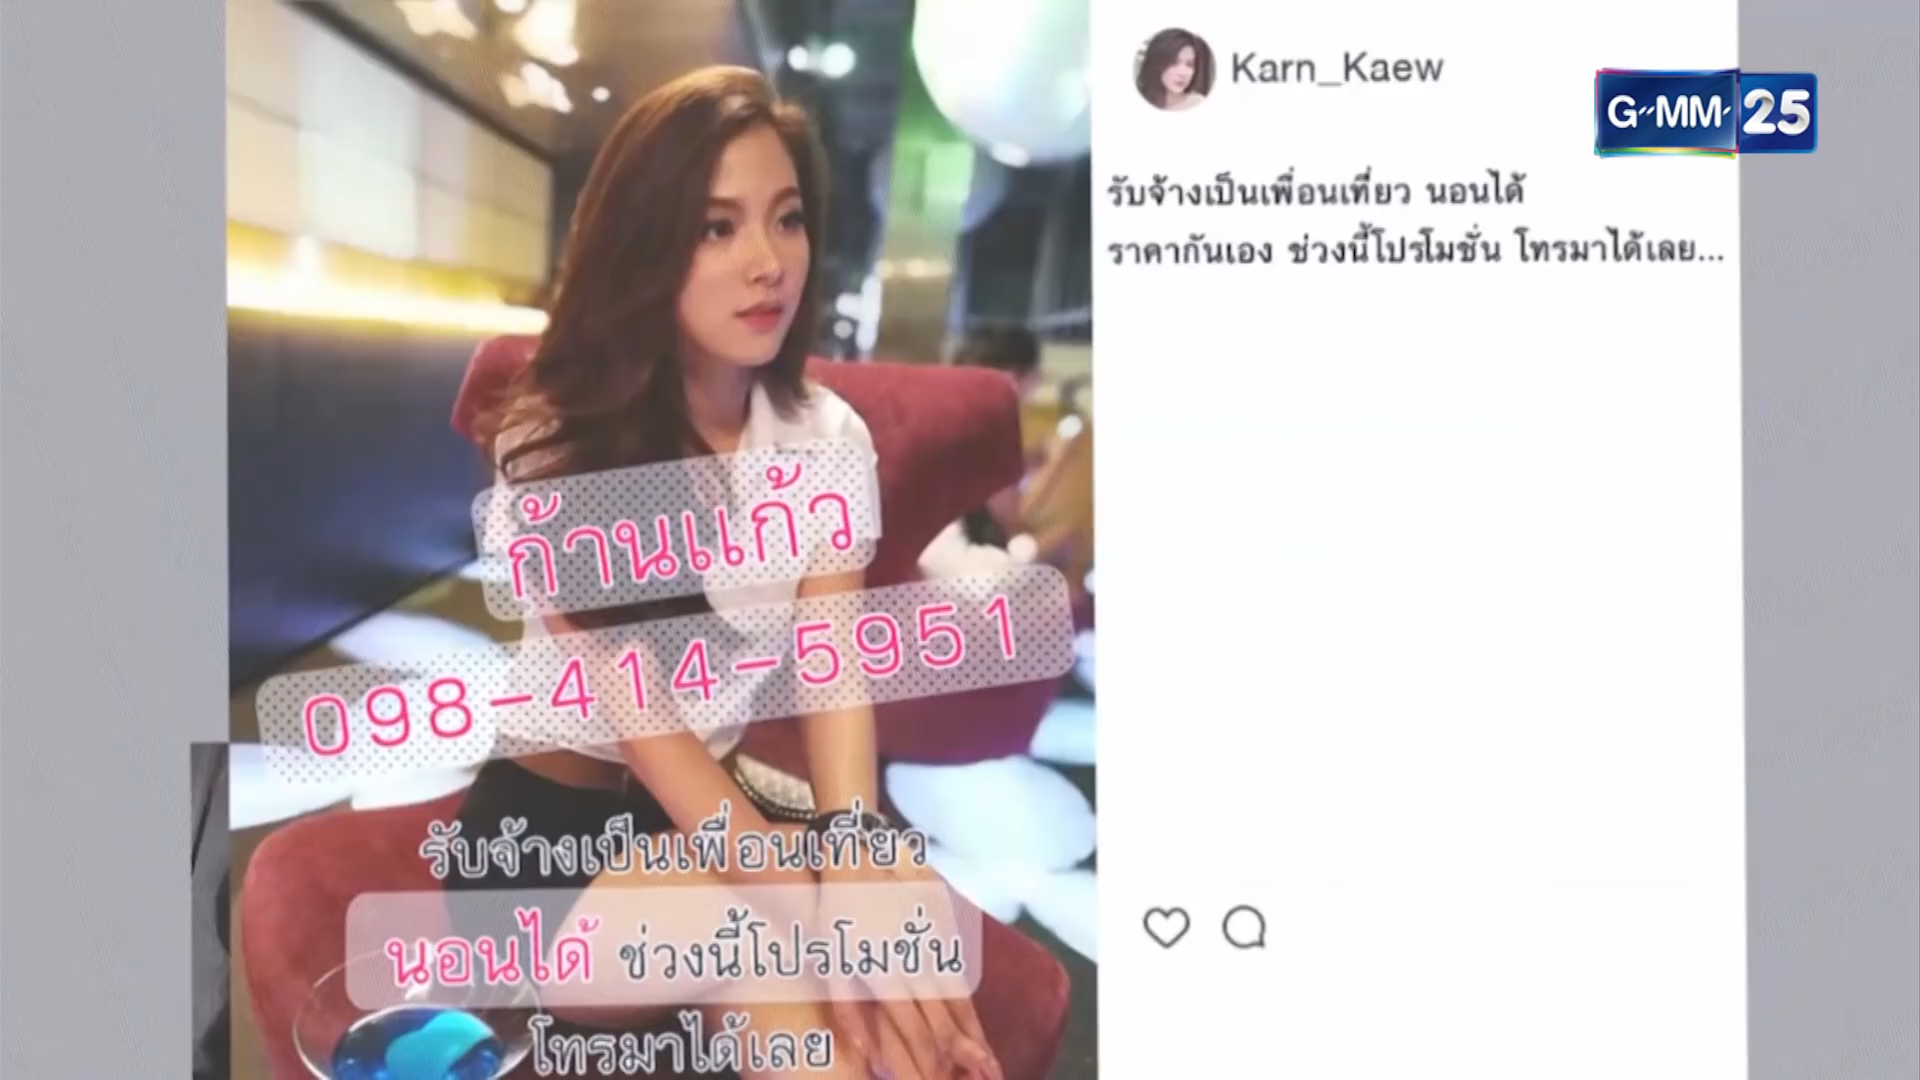 Karn_Kaew
GMM 25
รับจ้างเป็นเพื่อนเที่ยว นอนได้
ราคากันเอง ช่วงนี้โปรโมชั่น โทรมาได้เลย...
ก้านแก้ว
098-414-5951
รับจ้างเป็นเพื่อนเที่ยว
นอนได้ ช่วงนี้โปรโมชั่น
โทรมาได้เลย